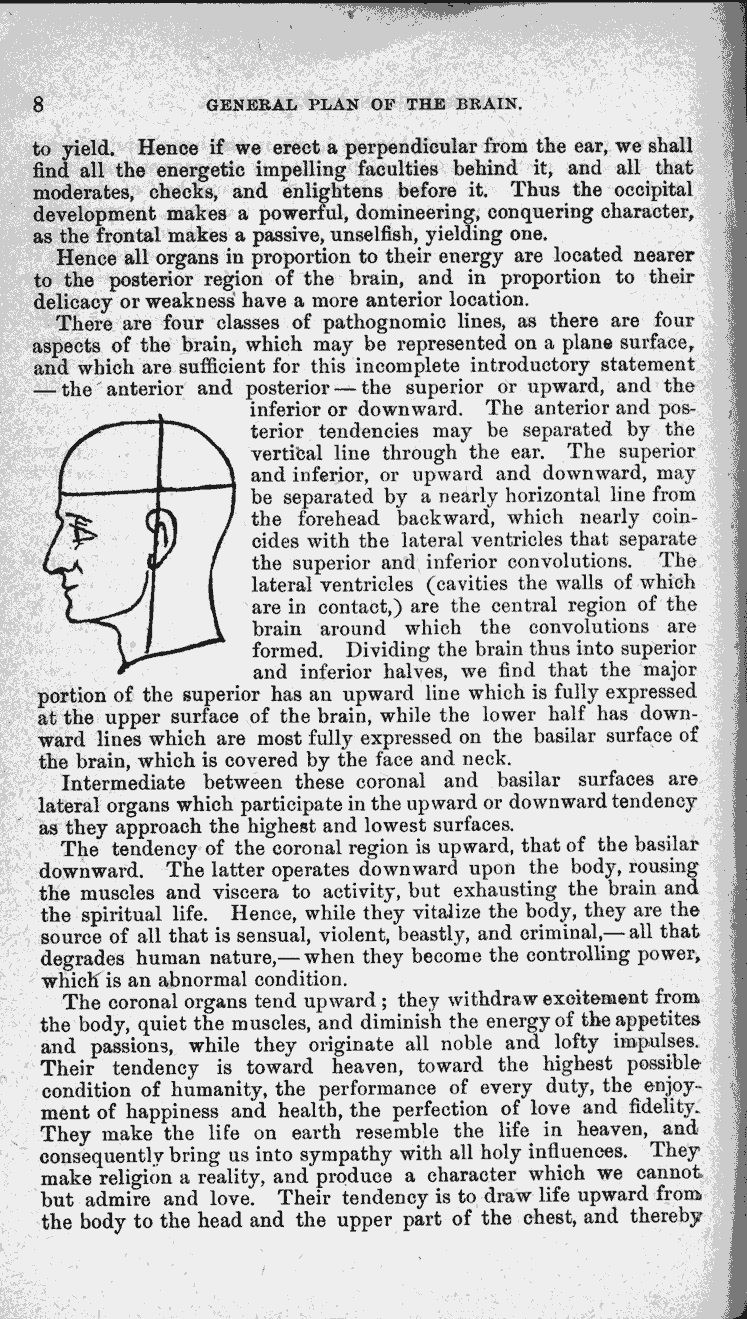 8 GENERAL PLAN OF THE BRAIN.
to yield. Hence if we erect a perpendicular from the ear, we shall
find all the energetic impelling faculties behind it, and all that
moderates, checks, and enlightens before it. Thus the occipital
development makes a powerful, domineering, conquering character,
as the frontal makes a passive, unselfish, yielding one.
Hence all organs in proportion to their energy are located nearer
to the posterior region of the brain, and in proportion to their
delicacy or weakness have a more anterior location.
There are four classes of pathognomic lines, as there are four
aspects of the brain, which may be represented on a plane surface,
and which are sufficient for this incomplete introductory statement
— the anterior and posterior — the superior or upward, and the
inferior or downward. The anterior and pos-
terior tendencies may be separated by the
vertical line through the ear. The superior
and inferior, or upward and downward, may
be separated by a nearly horizontal line from
the forehead backward, which nearly coin-
cides with the lateral ventricles that separate
the superior and inferior convolutions. The
lateral ventricles (cavities the walls of which
are in contact,) are the central region of the
brain around which the convolutions are
formed. Dividing the brain thus into superior
and inferior halves, we find that the major
portion of the superior has an upward line which is fully expressed
at the upper surface of the brain, while the lower half has down-
ward lines which are most fully expressed on the basilar surface of
the brain, which is covered by the face and neck.
Intermediate between these coronal and basilar surfaces are
lateral organs which participate in the upward or downward tendency
as they approach the highest and lowest surfaces.
The tendency of the coronal region is upward, that of the basilar
downward. The latter operates downward upon the body, rousing
the muscles and viscera to activity, but exhausting the brain and
the spiritual life. Hence, while they vitalize the body, they are the
source of all that is sensual, violent, beastly, and criminal,— all that
degrades human nature,— when they become the controlling power,
which is an abnormal condition.
The coronal organs tend upward; they withdraw excitement from
the body, quiet the muscles, and diminish the energy of the appetites
and passions, while they originate all noble and lofty impulses.
Their tendency is toward heaven, toward the highest possible
condition of humanity, the performance of every duty, the enjoy-
ment of happiness and health, the perfection of love and fidelity.
They make the life on earth resemble the life in heaven, and
consequently bring us into sympathy with all holy influences. They
make religion a reality, and produce a character which we cannot
but admire and love. Their tendency is to draw life upward from
the body to the head and the upper part of the chest, and thereby